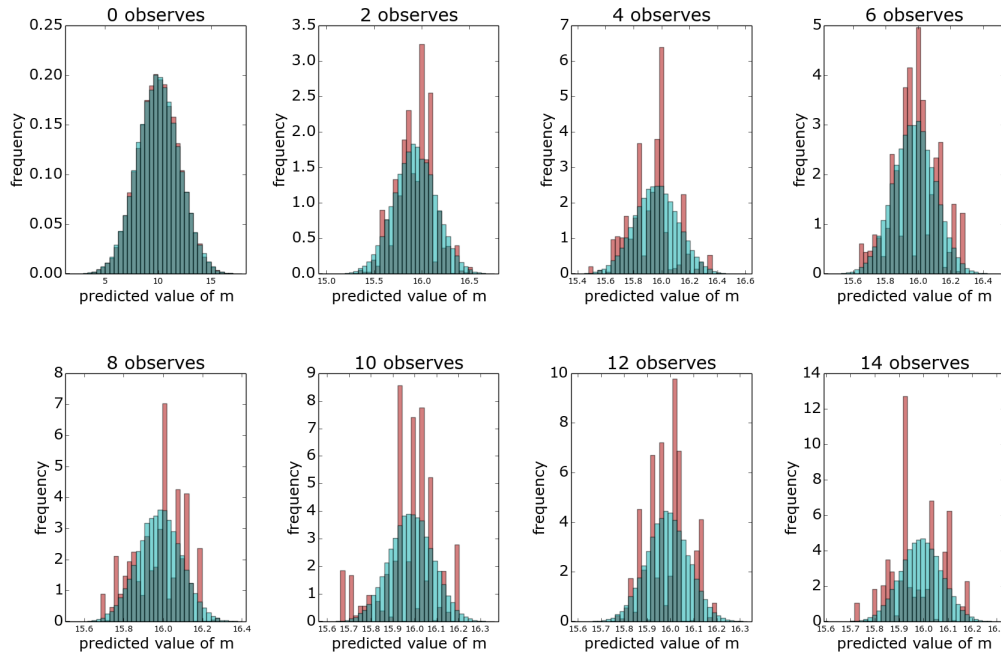 0 observes
2 observes
4 observes
6 observes
0.25
0.20
0.15
0.10
0.05
0.00
frequency
5 10 15
predicted value of m
3.5
3.0
2.5
2.0
1.5
1.0
0.5
0.0
frequency
15.0 15.5 16.0 16.5
predicted value of m
7
6
5
4
3
2
1
0
frequency
15.4 15.6 15.8 16.0 16.2 16.4 16.6
predicted value of m
5
4
3
2
1
0
frequency
15.6 15.8 16.0 16.2 16.4
predicted value of m
8 observes
10 observes
12 observes
14 observes
8
7
6
5
4
3
2
1
0
frequency
15.6 15.8 16.0 16.2 16.4
predicted value of m
9
8
7
6
5
4
3
2
1
0
frequency
15.6 15.7 15.8 15.9 16.0 16.1 16.2 16.3
predicted value of m
10
8
6
4
2
0
frequency
15.6 15.7 15.8 15.9 16.0 16.1 16.2 16.3
predicted value of m
14
12
10
8
6
4
2
0
frequency
15.6 15.7 15.8 15.9 16.0 16.1 16.2 16.3
predicted value of m